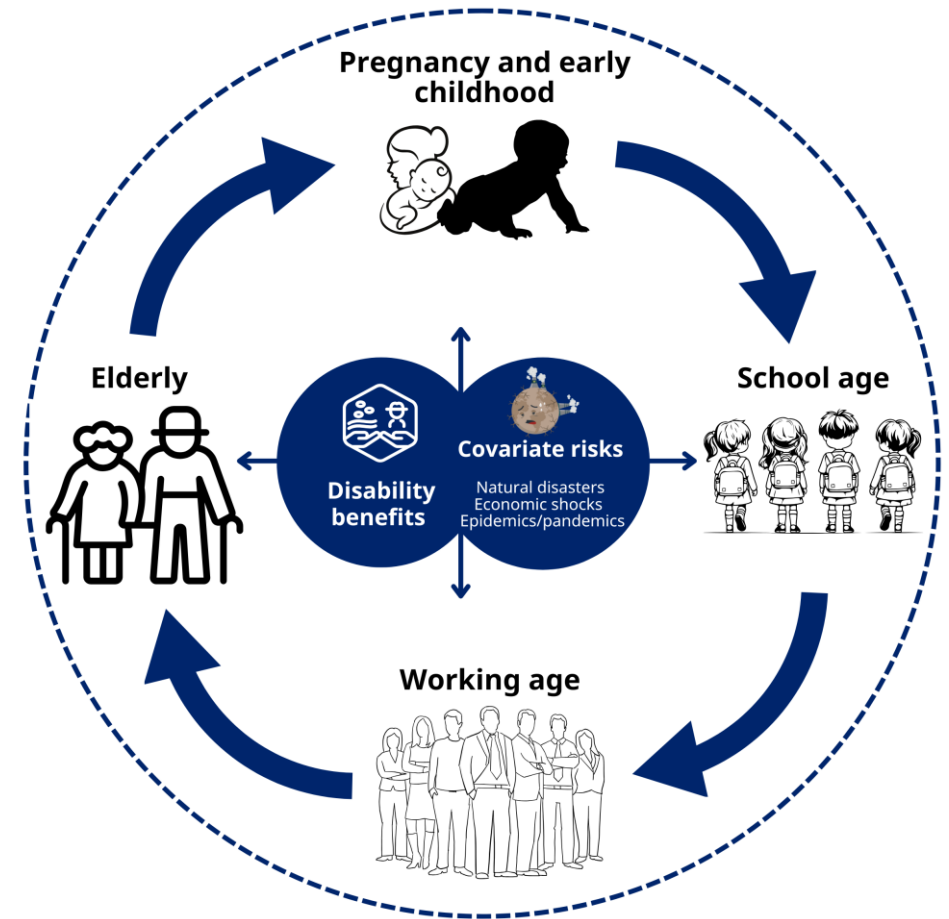 Pregnancy and early
childhood
Elderly
School age
Disability
benefits
Covariate risks
Natural disasters
Economic shocks
Epidemics/pandemics
Working age